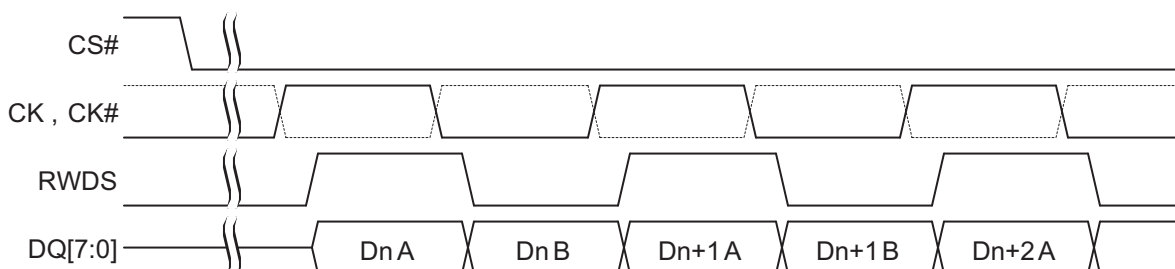 CS#
CK , CK#
RWDS
DQ[7:0]
Dn A
Dn B
Dn+1 A
Dn+1 B
Dn+2 A